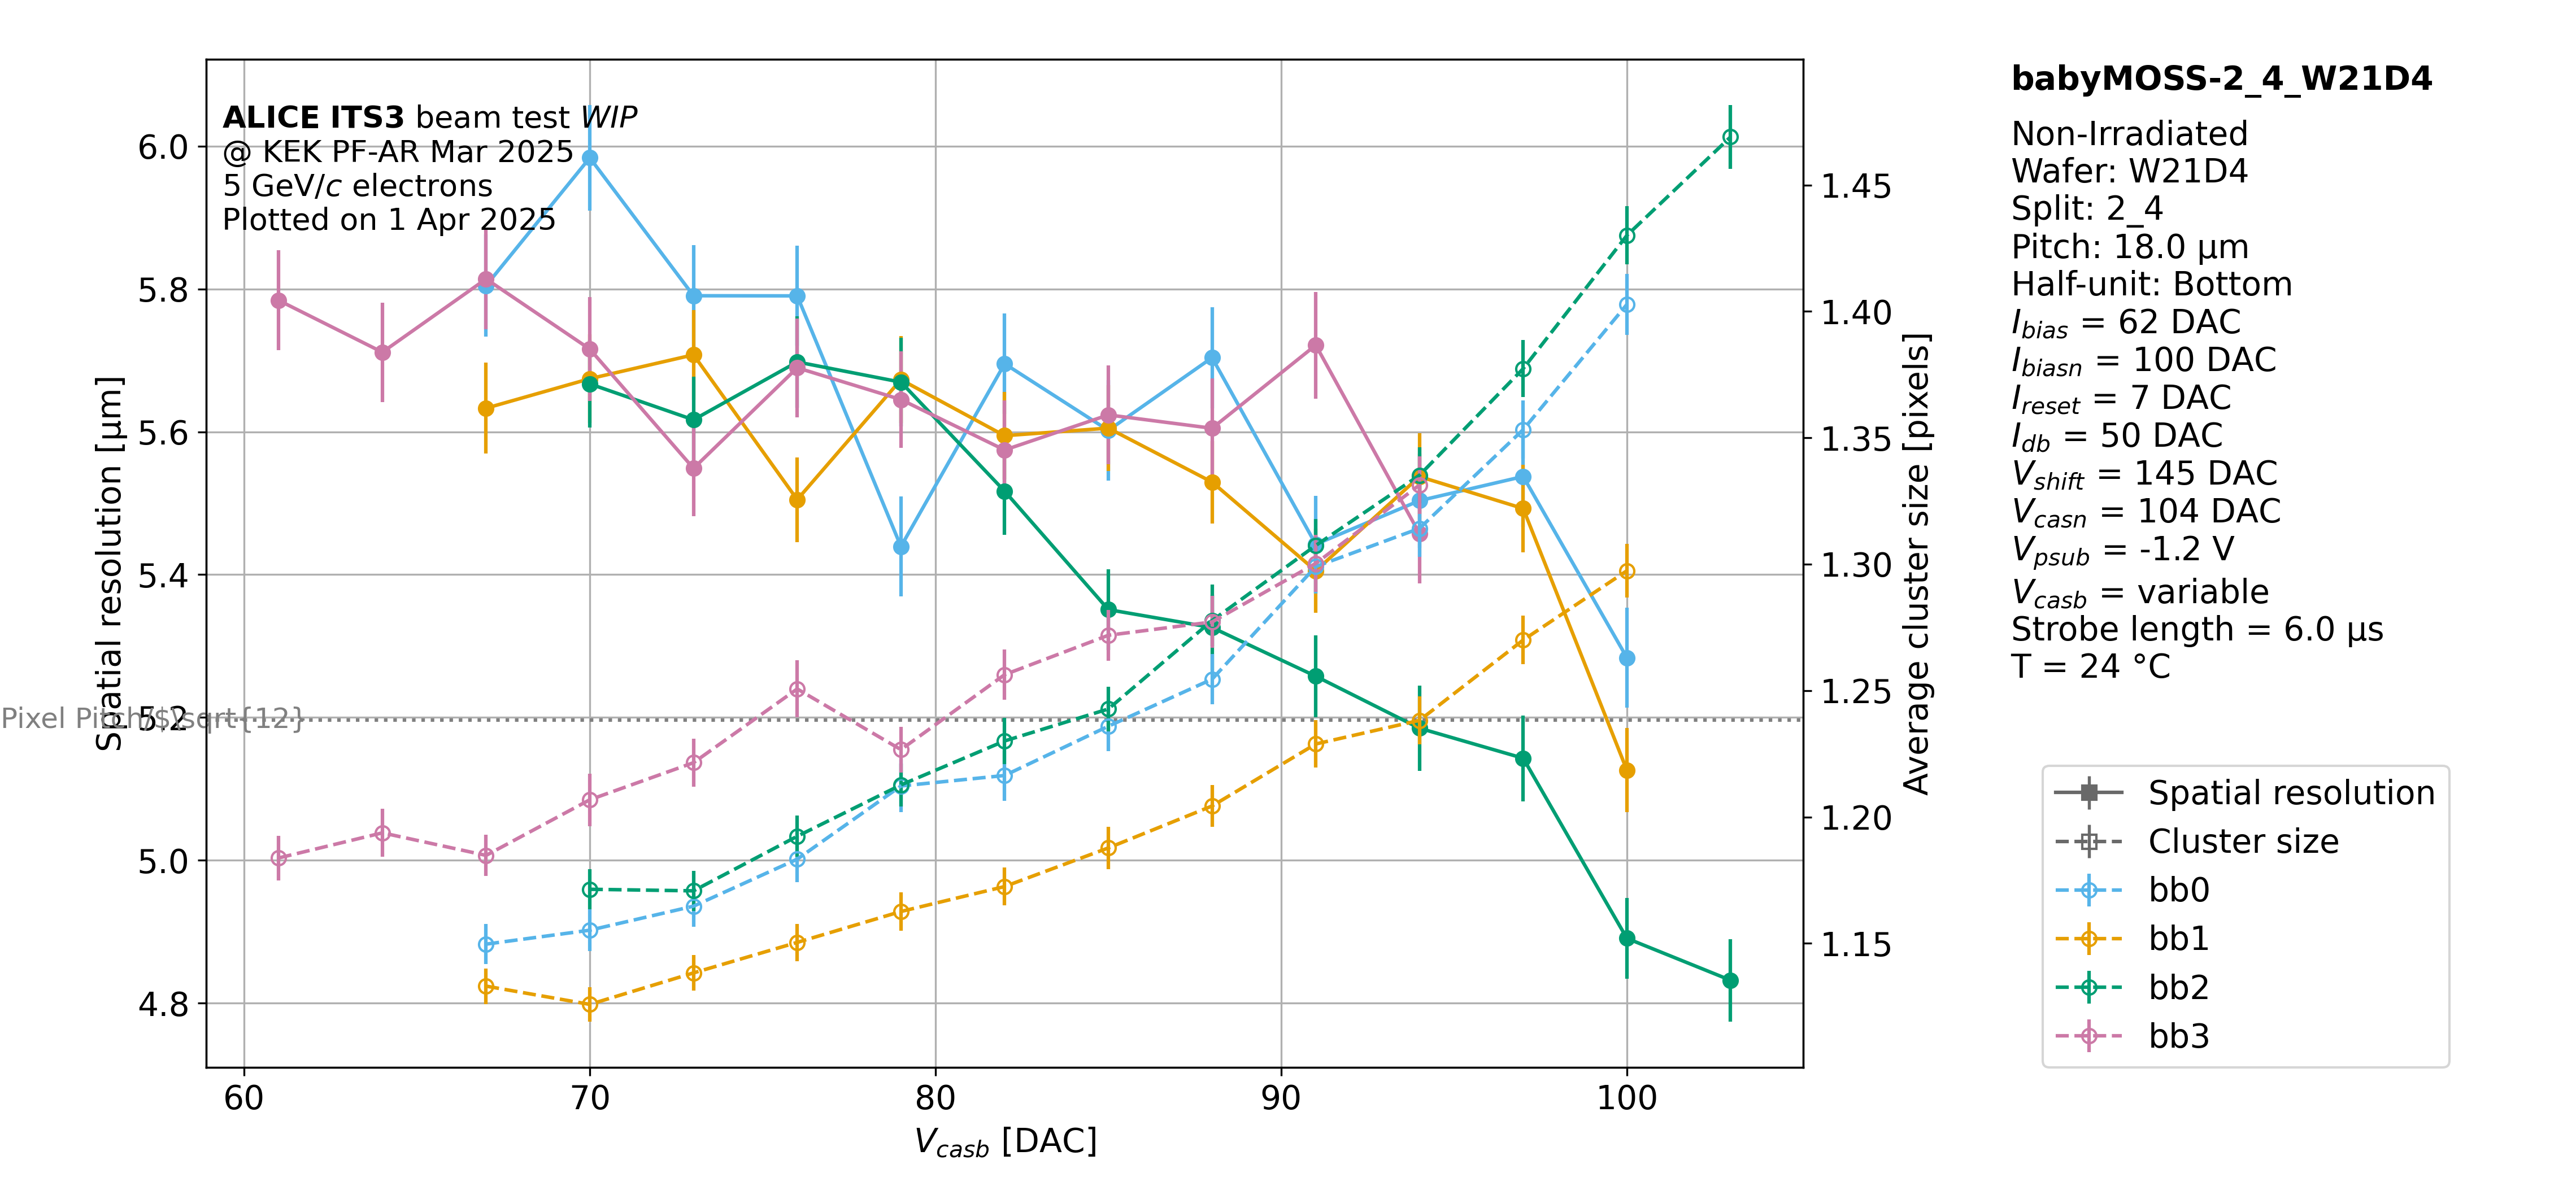 ALICE ITS3 beam test WIP
@ KEK PF-AR Mar 2025
5 GeV/c electrons
Plotted on 1 Apr 2025
6.0
5.8
5.6
5.4
5.2
5.0
4.8
Spatial resolution [μm]
Pixel Pitch/$\sqrt{12}
60
70
80
90
100
Vcasb [DAC]
1.45
1.40
1.35
1.30
1.25
1.20
1.15
Average cluster size [pixels]
babyMOSS-2_4_W21D4
Non-Irradiated
Wafer: W21D4
Split: 2_4
Pitch: 18.0 μm
Half-unit: Bottom
Ibias = 62 DAC
Ibiasn = 100 DAC
Ireset = 7 DAC
Idb = 50 DAC
Vshift = 145 DAC
Vcasn = 104 DAC
Vpsub = -1.2 V
Vcasb = variable
Strobe length = 6.0 μs
T = 24 °C
Spatial resolution
Cluster size
bb0
bb1
bb2
bb3